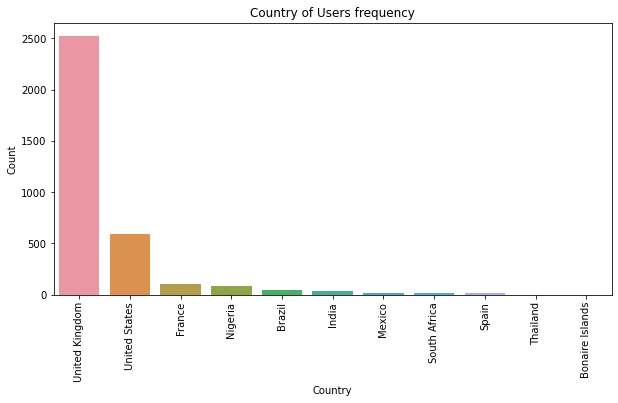 Country of Users frequency
Count
2500
2000
1500
1000
500
0
United Kingdom
United States
France
Nigeria
Brazil
India
Mexico
South Africa
Spain
Thailand
Bonaire Islands
Country